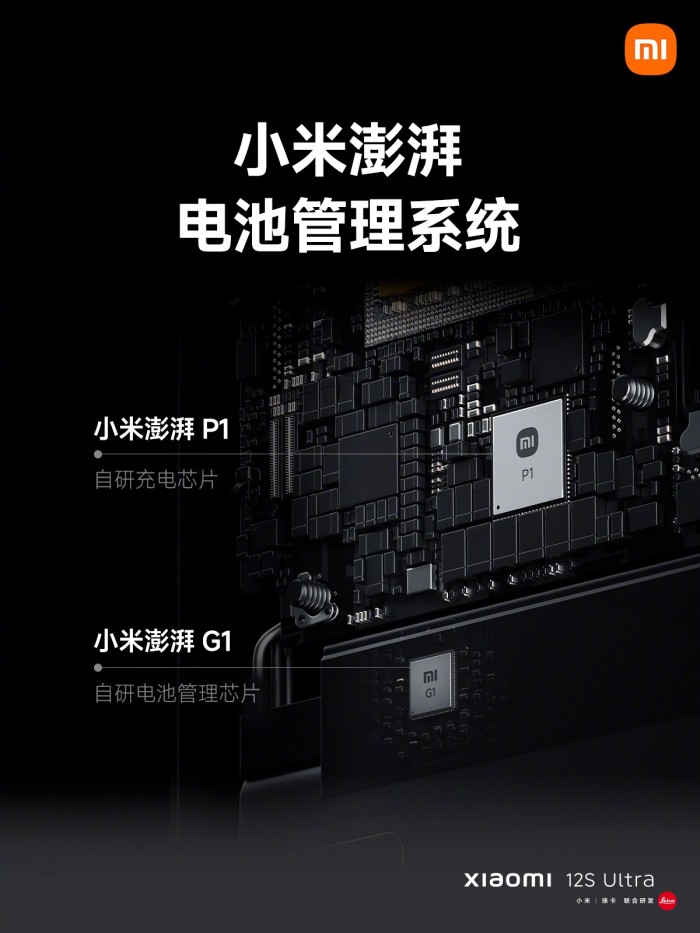 mi
小米澎湃
电池管理系统
小米澎湃 P1
自研充电芯片
mi
P1
小米澎湃 G1
自研电池管理芯片
mi
G1
xiaomi 12S Ultra
小米 | 徕卡 联合研发 Leica